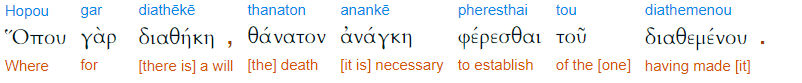 Hopou gar diathēkē thanaton anankē pheresthai tou diathemenou
Ὅπου γὰρ διαθήκη , θάνατον ἀνάγκη φέρεσθαι τοῦ διαθεμένου .
Where for [there is] a will [the] death [it is] necessary to establish of the [one] having made [it]